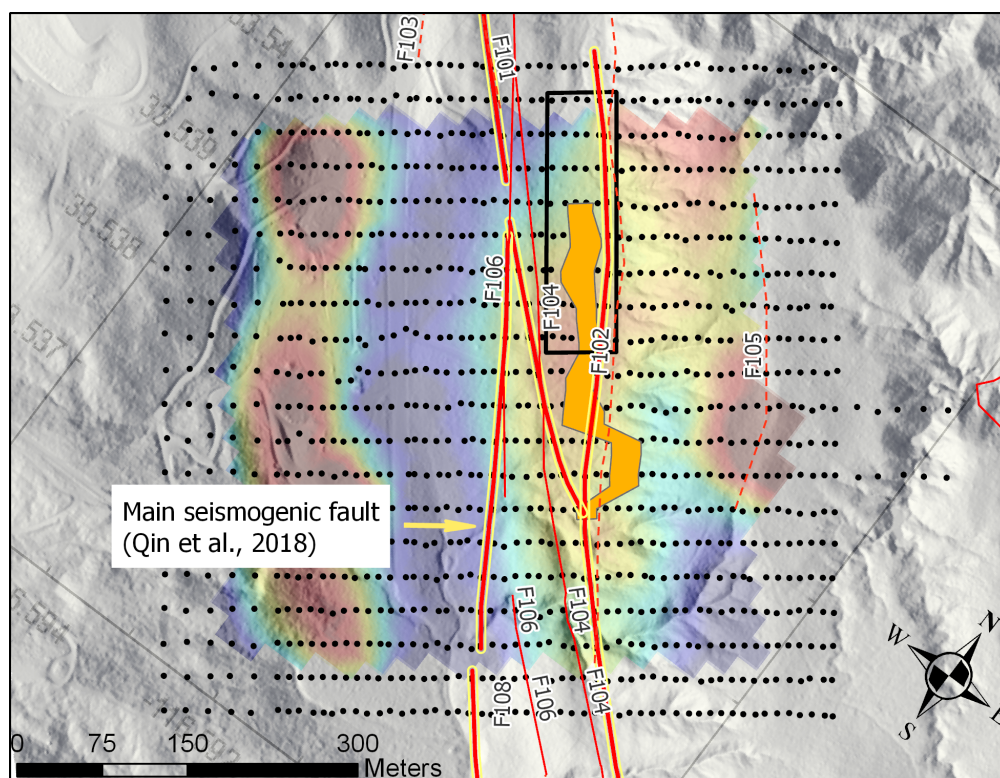 F103
F101
F106
F104
F102
F105
Main seismogenic fault
(Qin et al., 2018)
F106
F104
F108
F106
F104
N
W
S
E
0 75 150 300
Meters